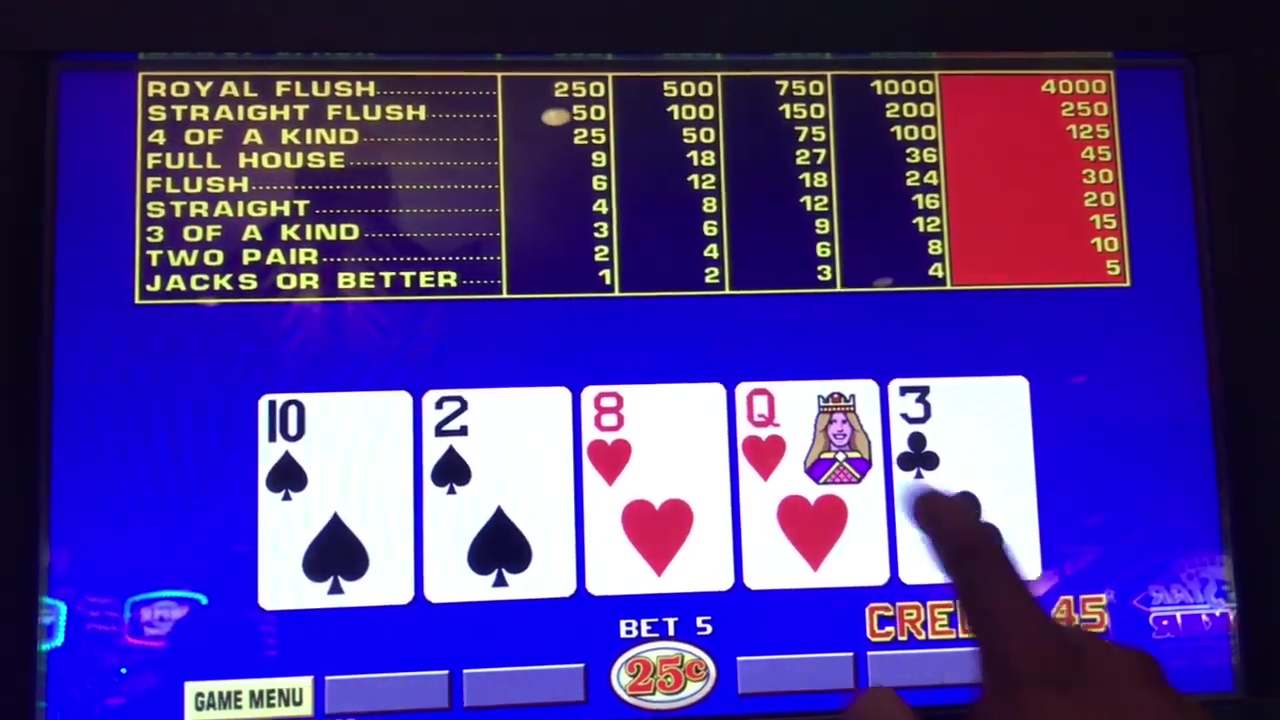 ROYAL FLUSH 250 500 750 1000 4000
STRAIGHT FLUSH 50 100 150 200 250
4 OF A KIND 25 50 75 100 125
FULL HOUSE 9 18 27 36 45
FLUSH 6 12 18 24 30
STRAIGHT 4 8 12 16 20
3 OF A KIND 3 6 9 12 15
TWO PAIR 2 4 6 8 10
JACKS OR BETTER 1 2 3 4 5
10 2 8 Q 3
BET 5
25¢
45
GAME MENU